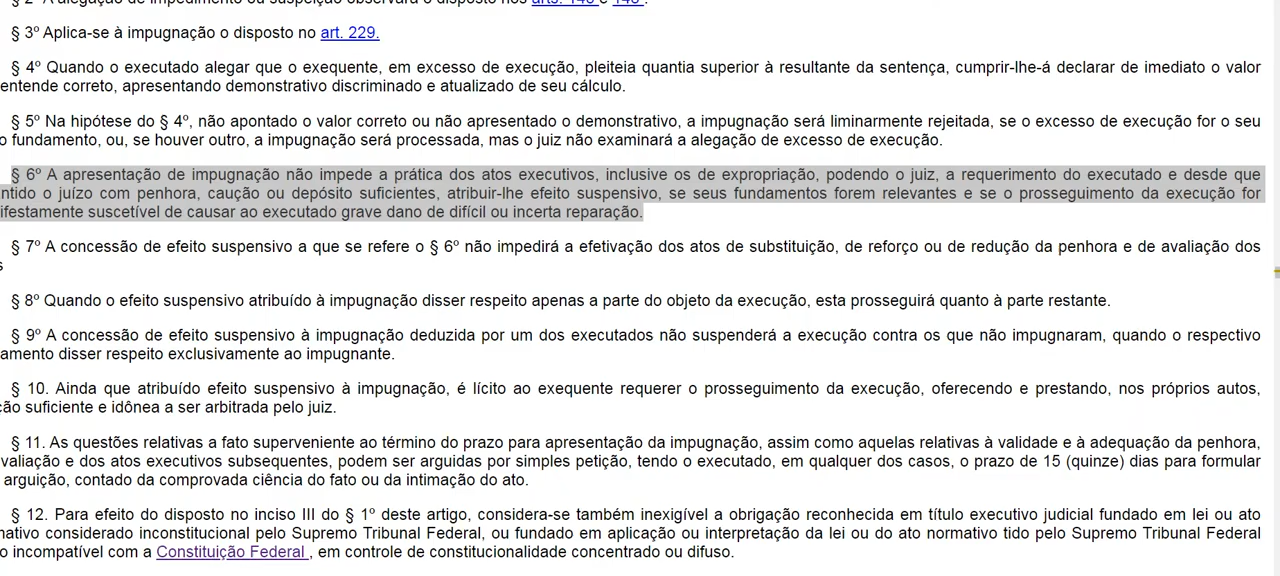 § 2º A alegação de impedimento ou suspeição observará o disposto nos arts. 146 e 148 .
§ 3º Aplica-se à impugnação o disposto no art. 229.
§ 4º Quando o executado alegar que o exequente, em excesso de execução, pleiteia quantia superior à resultante da sentença, cumprir-lhe-á declarar de imediato o valor
entende correto, apresentando demonstrativo discriminado e atualizado de seu cálculo.
§ 5º Na hipótese do § 4º, não apontado o valor correto ou não apresentado o demonstrativo, a impugnação será liminarmente rejeitada, se o excesso de execução for o seu
o fundamento, ou, se houver outro, a impugnação será processada, mas o juiz não examinará a alegação de excesso de execução.
§ 6º A apresentação de impugnação não impede a prática dos atos executivos, inclusive os de expropriação, podendo o juiz, a requerimento do executado e desde que
ntido o juízo com penhora, caução ou depósito suficientes, atribuir-lhe efeito suspensivo, se seus fundamentos forem relevantes e se o prosseguimento da execução for
ifestamente suscetível de causar ao executado grave dano de difícil ou incerta reparação.
§ 7º A concessão de efeito suspensivo a que se refere o § 6º não impedirá a efetivação dos atos de substituição, de reforço ou de redução da penhora e de avaliação dos
s
§ 8º Quando o efeito suspensivo atribuído à impugnação disser respeito apenas a parte do objeto da execução, esta prosseguirá quanto à parte restante.
§ 9º A concessão de efeito suspensivo à impugnação deduzida por um dos executados não suspenderá a execução contra os que não impugnaram, quando o respectivo
amento disser respeito exclusivamente ao impugnante.
§ 10. Ainda que atribuído efeito suspensivo à impugnação, é lícito ao exequente requerer o prosseguimento da execução, oferecendo e prestando, nos próprios autos,
ção suficiente e idônea a ser arbitrada pelo juiz.
§ 11. As questões relativas a fato superveniente ao término do prazo para apresentação da impugnação, assim como aquelas relativas à validade e à adequação da penhora,
valiação e dos atos executivos subsequentes, podem ser arguidas por simples petição, tendo o executado, em qualquer dos casos, o prazo de 15 (quinze) dias para formular
arguição, contado da comprovada ciência do fato ou da intimação do ato.
§ 12. Para efeito do disposto no inciso III do § 1º deste artigo, considera-se também inexigível a obrigação reconhecida em título executivo judicial fundado em lei ou ato
mativo considerado inconstitucional pelo Supremo Tribunal Federal, ou fundado em aplicação ou interpretação da lei ou do ato normativo tido pelo Supremo Tribunal Federal
o incompatível com a Constituição Federal , em controle de constitucionalidade concentrado ou difuso.